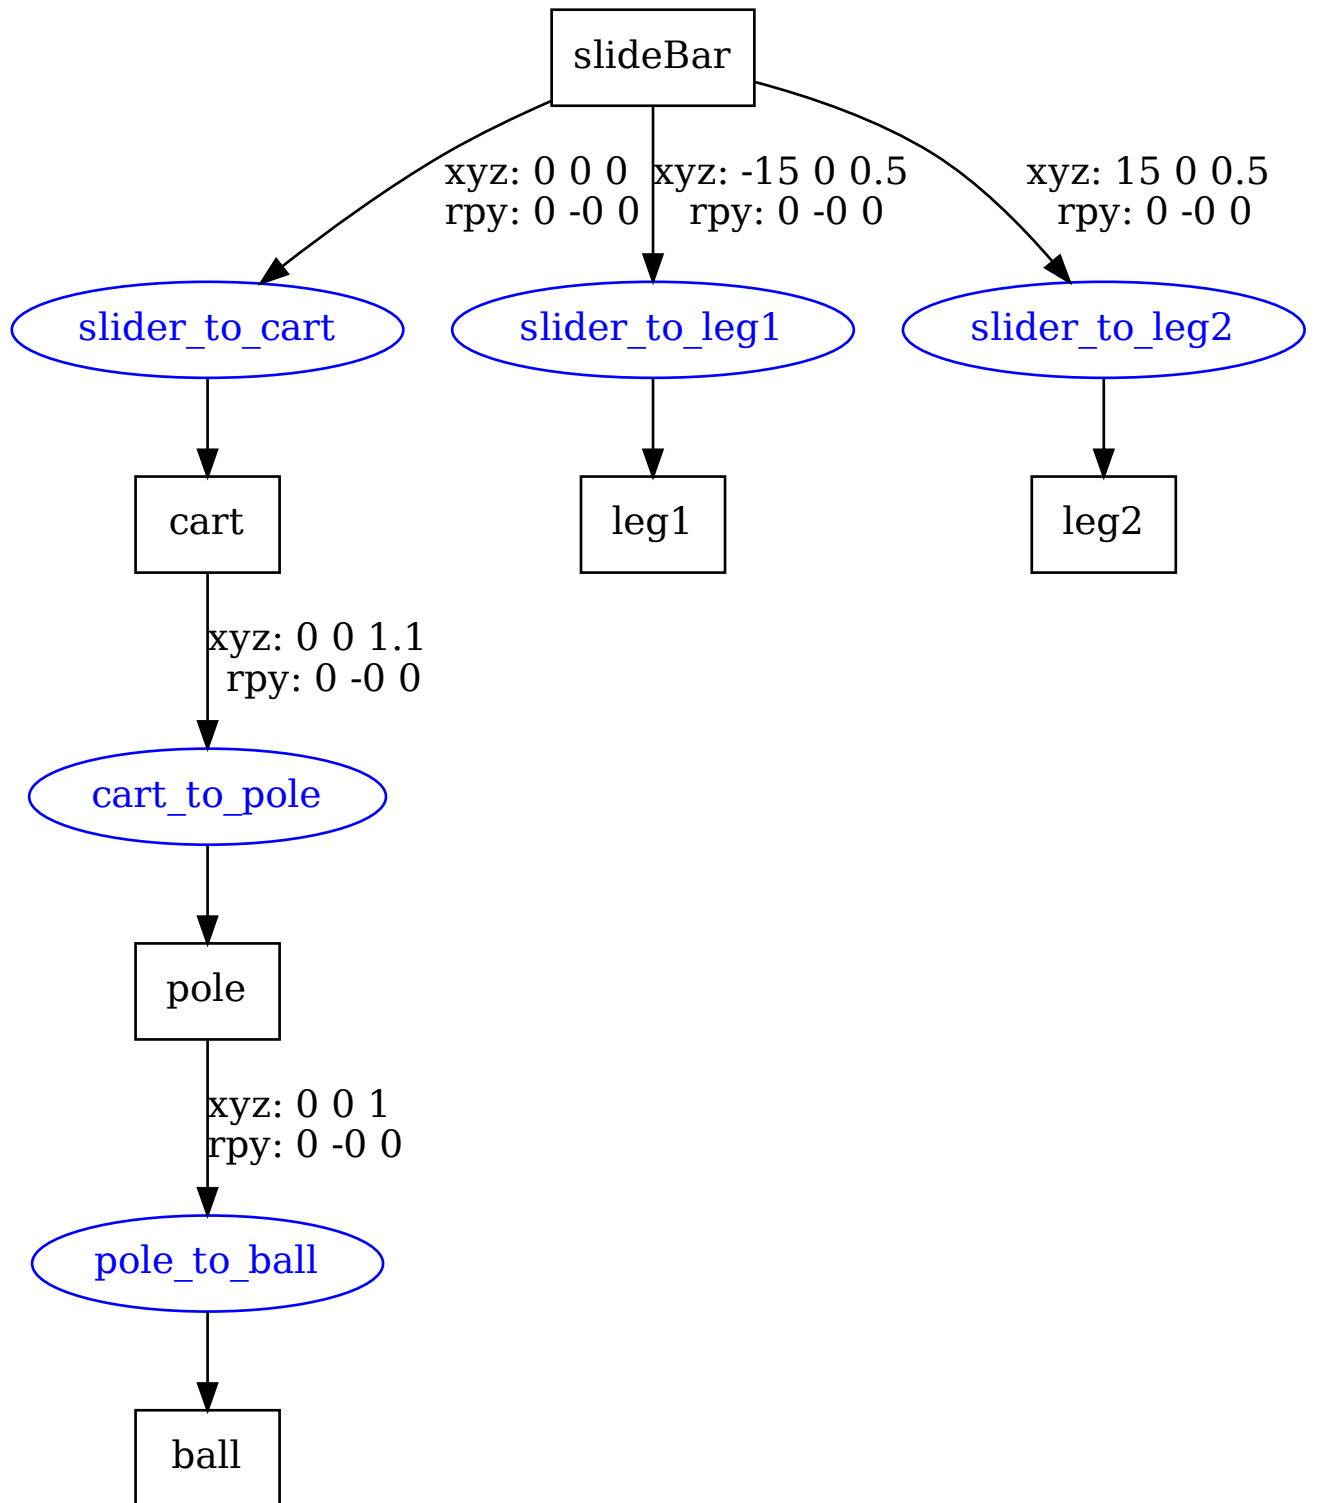 slideBar
xyz: 0 0 0
rpy: 0 -0 0
xyz: -15 0 0.5
rpy: 0 -0 0
xyz: 15 0 0.5
rpy: 0 -0 0
slider_to_cart
slider_to_leg1
slider_to_leg2
cart
leg1
leg2
xyz: 0 0 1.1
rpy: 0 -0 0
cart_to_pole
pole
xyz: 0 0 1
rpy: 0 -0 0
pole_to_ball
ball